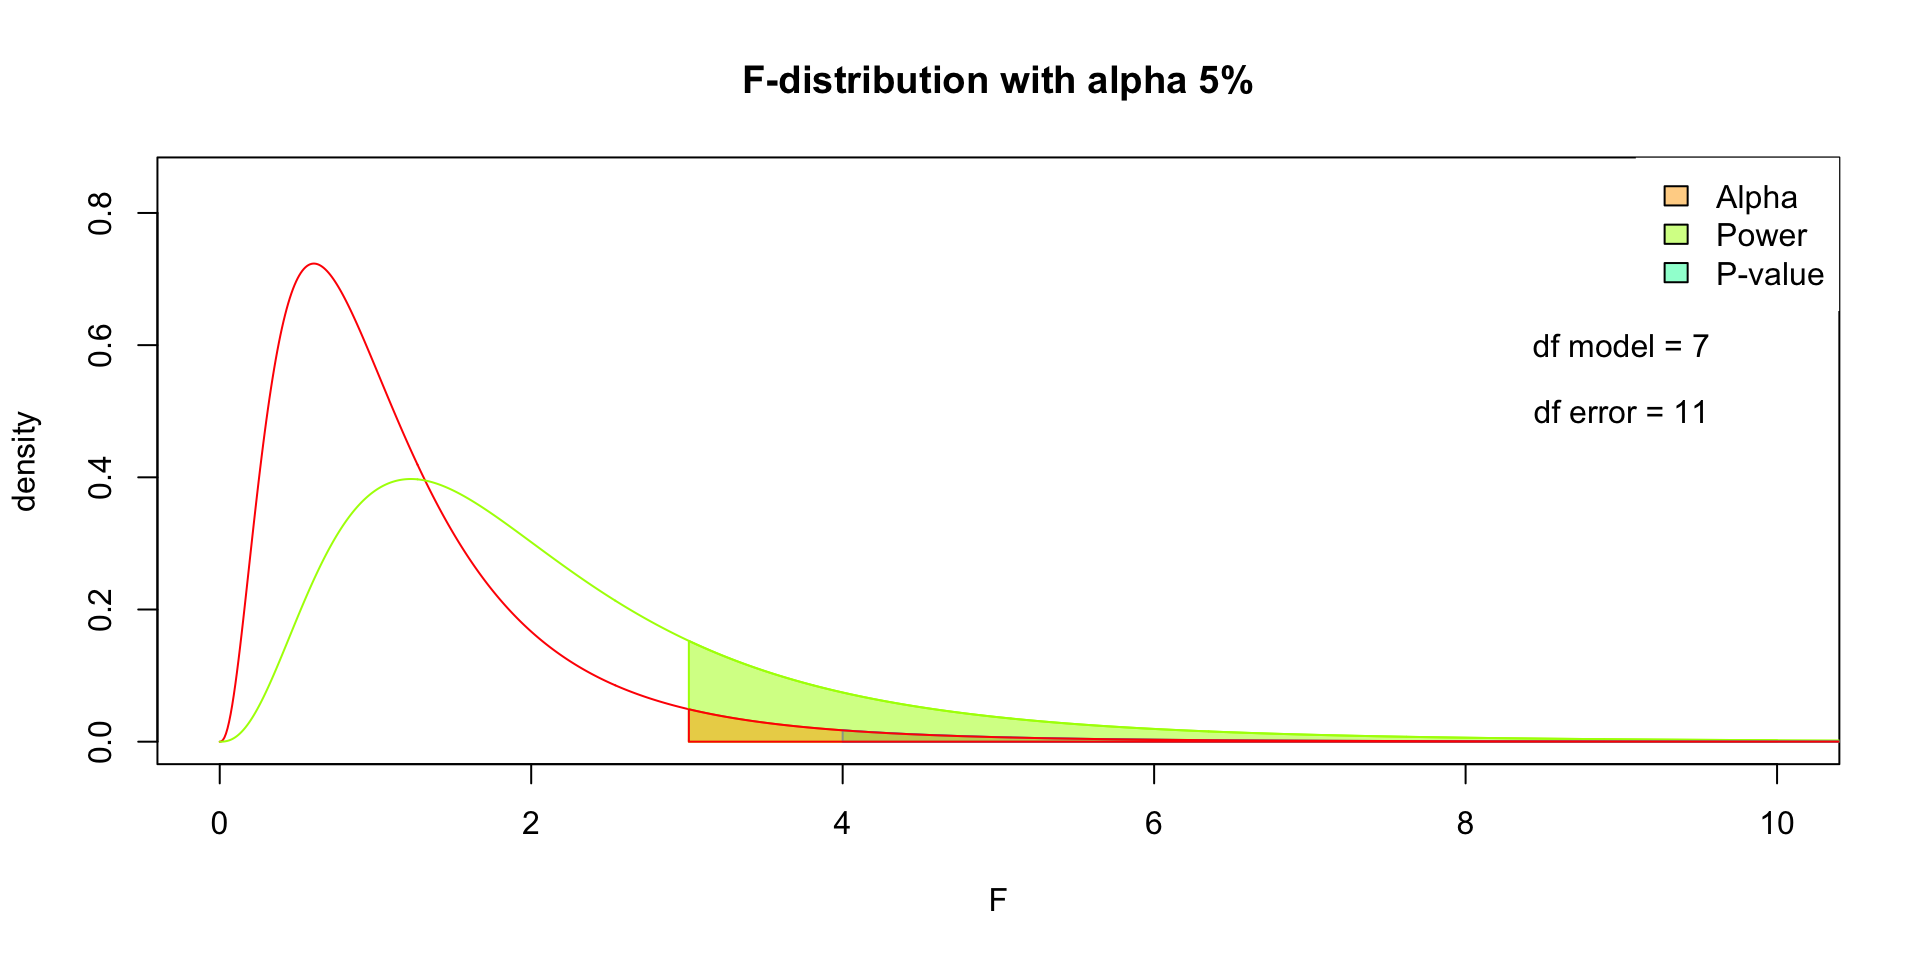 F-distribution with alpha 5%
Alpha
Power
P-value
df model = 7
df error = 11
density
0.8
0.6
0.4
0.2
0.0
0 2 4 6 8 10
F